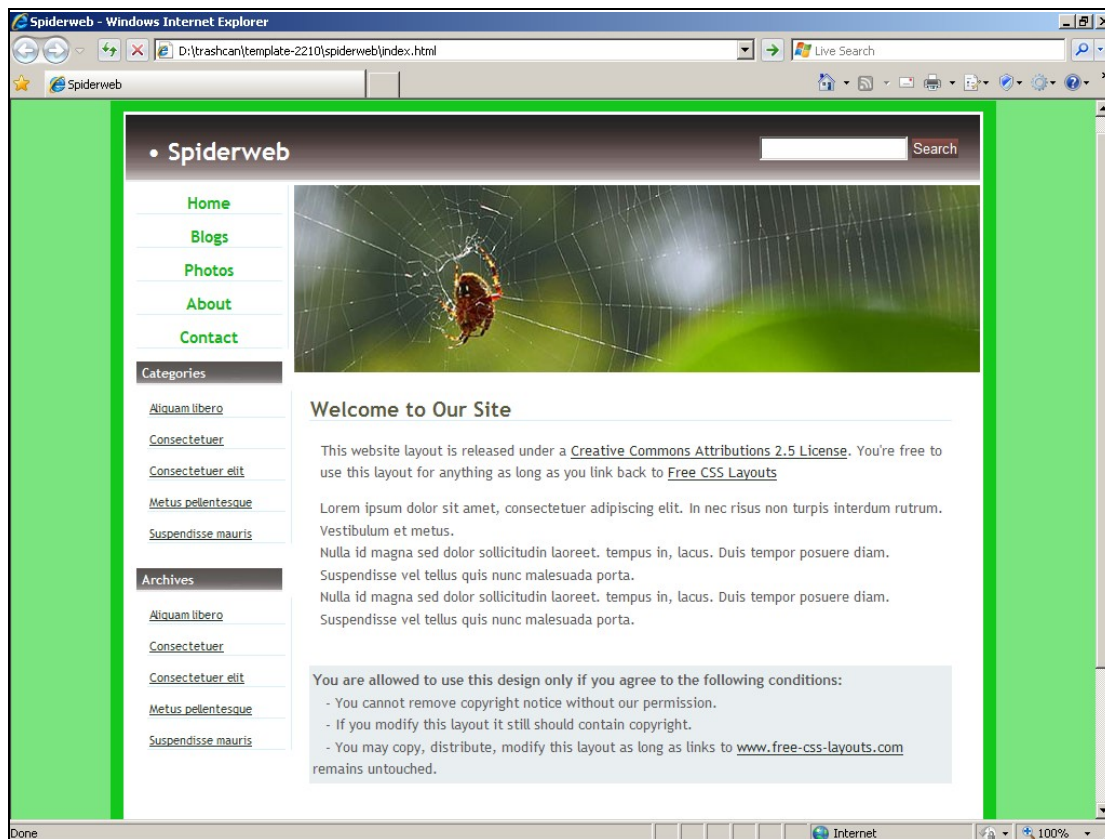 Spiderweb - Windows Internet Explorer
D:\trashcan\template-2210\spiderweb\index.html
Live Search
Spiderweb
• Spiderweb
Search
Home
Blogs
Photos
About
Contact
Categories
Aliquam libero
Consectetuer
Consectetuer elit
Metus pellentesque
Suspendisse mauris
Archives
Aliquam libero
Consectetuer
Consectetuer elit
Metus pellentesque
Suspendisse mauris
Welcome to Our Site
This website layout is released under a Creative Commons Attributions 2.5 License. You're free to
use this layout for anything as long as you link back to Free CSS Layouts
Lorem ipsum dolor sit amet, consectetuer adipiscing elit. In nec risus non turpis interdum rutrum.
Vestibulum et metus.
Nulla id magna sed dolor sollicitudin laoreet. tempus in, lacus. Duis tempor posuere diam.
Suspendisse vel tellus quis nunc malesuada porta.
Nulla id magna sed dolor sollicitudin laoreet. tempus in, lacus. Duis tempor posuere diam.
Suspendisse vel tellus quis nunc malesuada porta.
You are allowed to use this design only if you agree to the following conditions:
- You cannot remove copyright notice without our permission.
- If you modify this layout it still should contain copyright.
- You may copy, distribute, modify this layout as long as links to www.free-css-layouts.com
remains untouched.
Done
Internet
100%